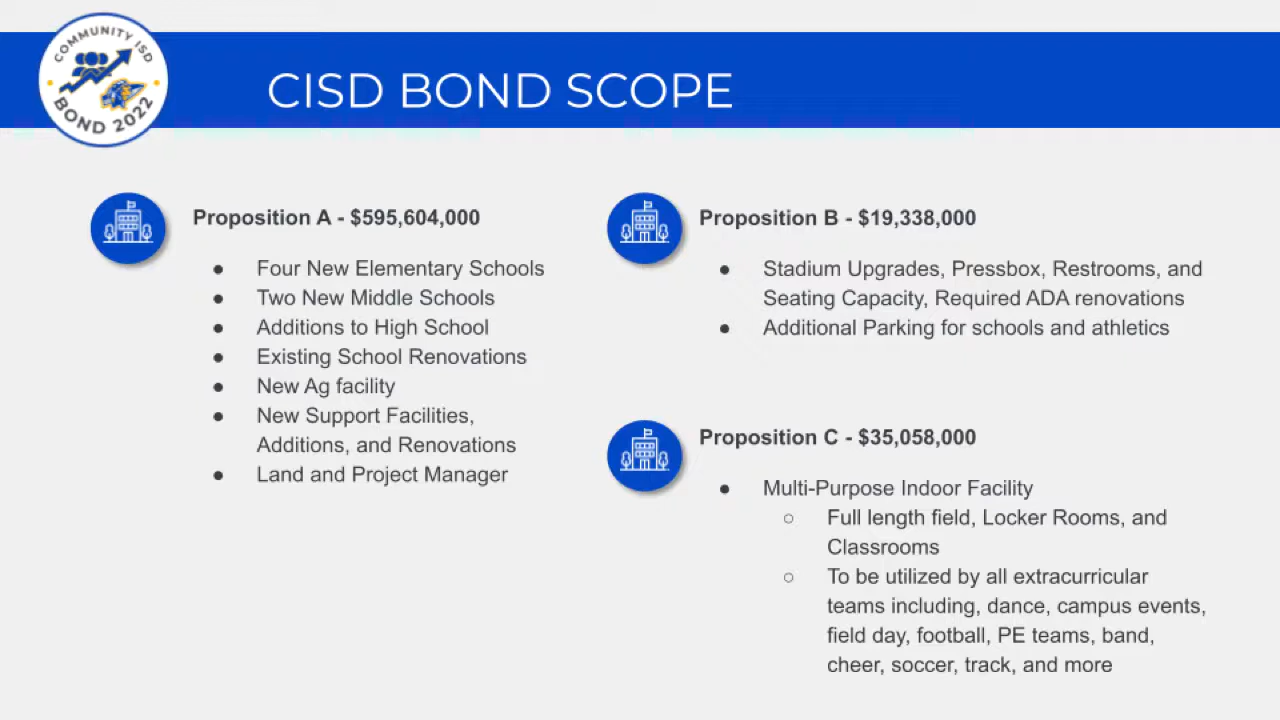 COMMUNITY ISD
BOND 2022
CISD BOND SCOPE
Proposition A - $595,604,000
● Four New Elementary Schools
● Two New Middle Schools
● Additions to High School
● Existing School Renovations
● New Ag facility
● New Support Facilities,
Additions, and Renovations
● Land and Project Manager
Proposition B - $19,338,000
● Stadium Upgrades, Pressbox, Restrooms, and
Seating Capacity, Required ADA renovations
● Additional Parking for schools and athletics
Proposition C - $35,058,000
● Multi-Purpose Indoor Facility
○ Full length field, Locker Rooms, and
Classrooms
○ To be utilized by all extracurricular
teams including, dance, campus events,
field day, football, PE teams, band,
cheer, soccer, track, and more